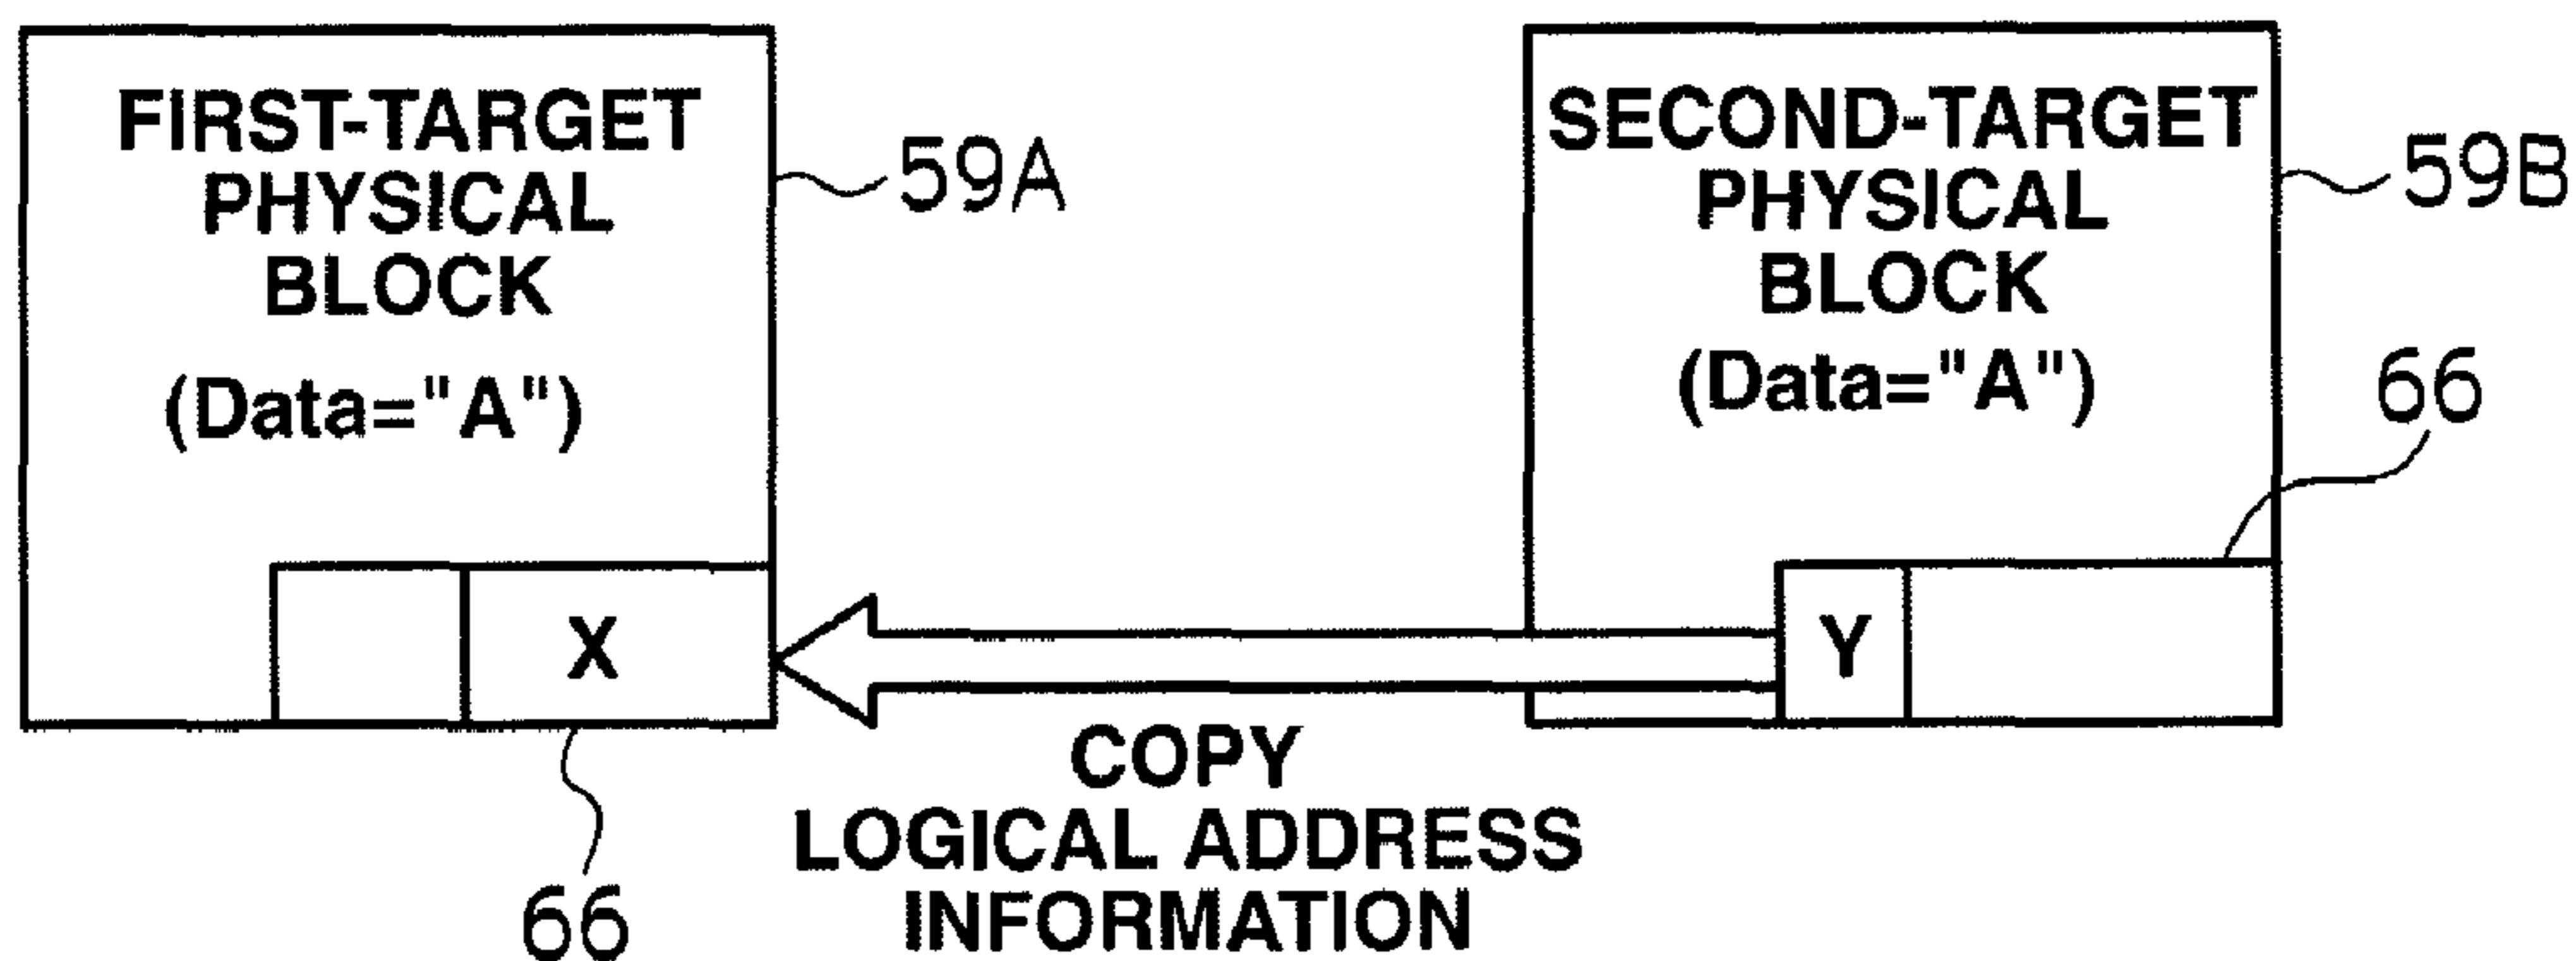 FIRST-TARGET
PHYSICAL
BLOCK
(Data="A")
59A
X
66
SECOND-TARGET
PHYSICAL
BLOCK
(Data="A")
59B
66
Y
COPY
LOGICAL ADDRESS
INFORMATION